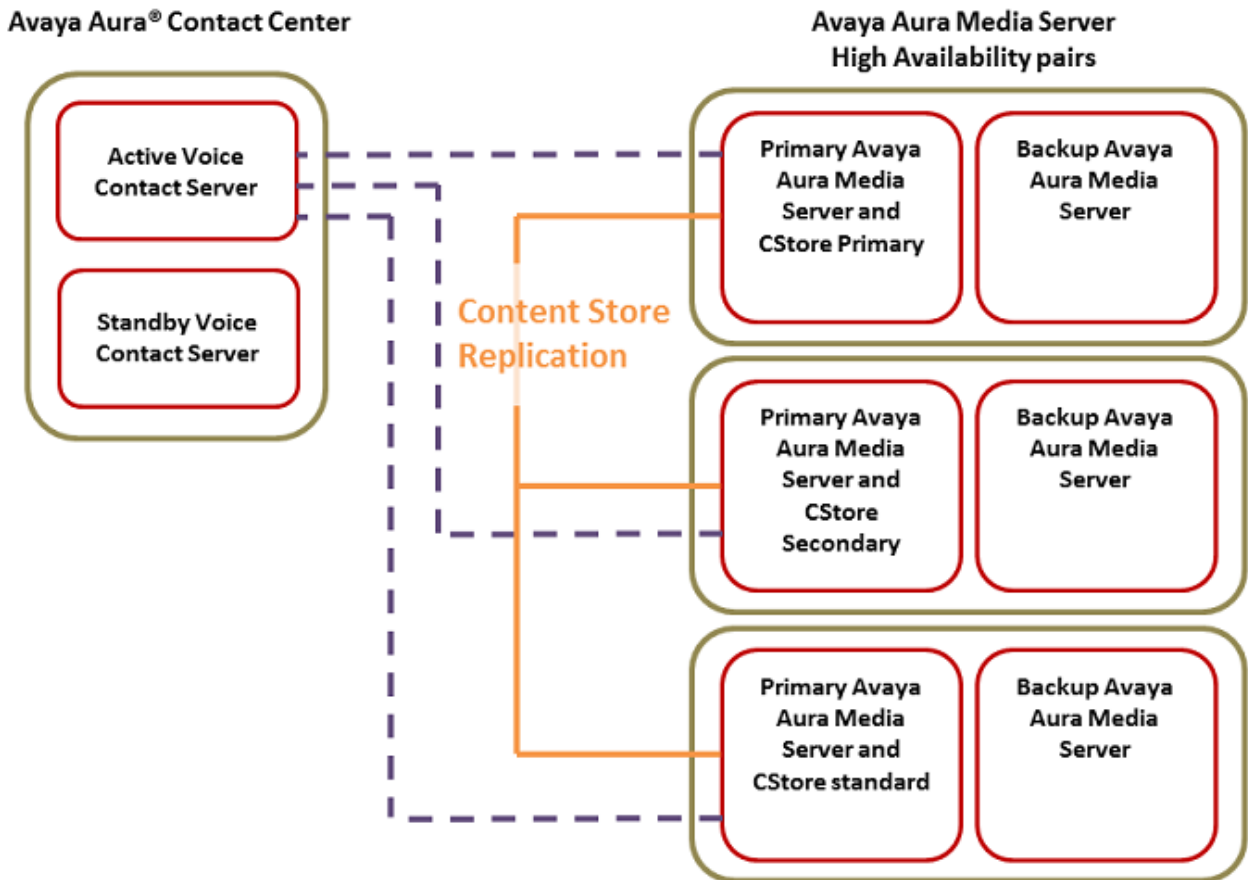 Avaya Aura® Contact Center
Avaya Aura Media Server
High Availability pairs
Active Voice
Contact Server
Standby Voice
Contact Server
Content Store
Replication
Primary Avaya
Aura Media
Server and
CStore Primary
Backup Avaya
Aura Media
Server
Primary Avaya
Aura Media
Server and
CStore
Secondary
Backup Avaya
Aura Media
Server
Primary Avaya
Aura Media
Server and
CStore standard
Backup Avaya
Aura Media
Server